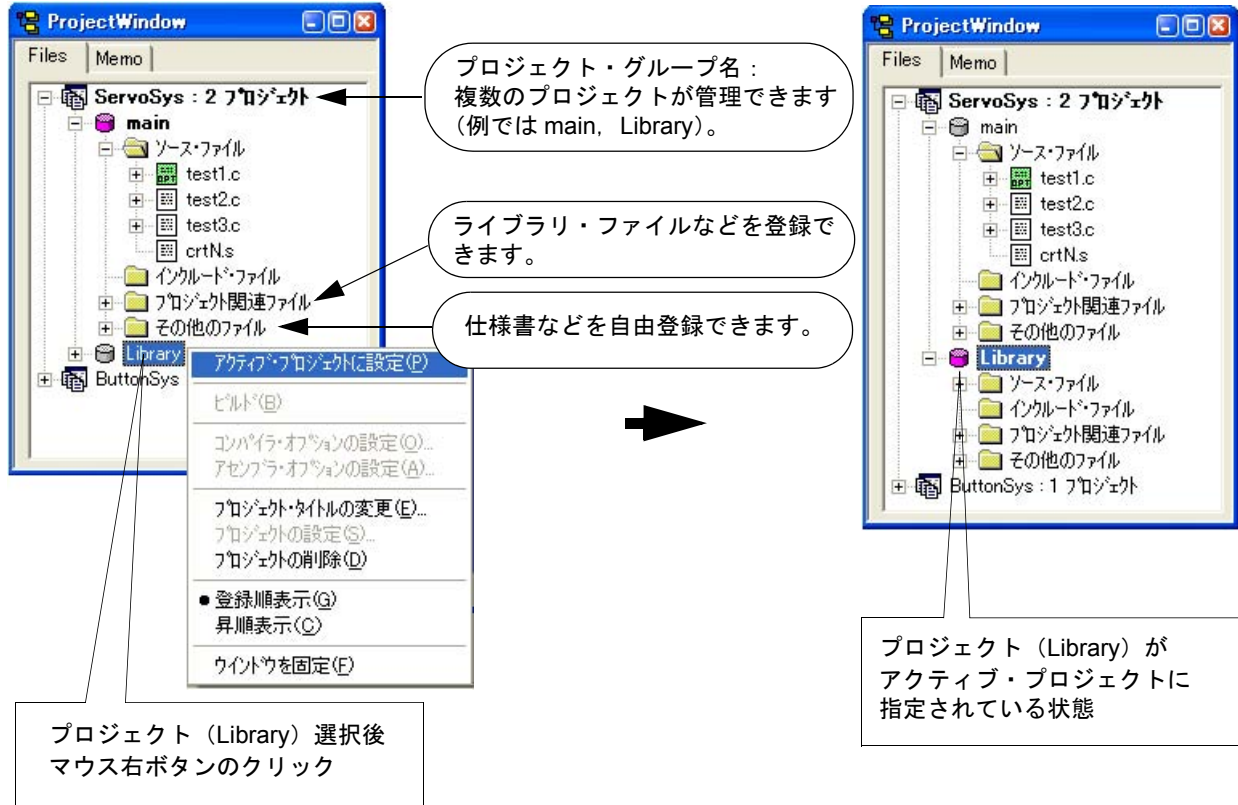 ProjectWindow
Files
Memo
ServoSys : 2 ﾌﾟﾛｼﾞｪｸﾄ
main
ｿｰｽ･ﾌｧｲﾙ
test1.c
test2.c
test3.c
crtN.s
ｲﾝｸﾙｰﾄﾞ･ﾌｧｲﾙ
ﾌﾟﾛｼﾞｪｸﾄ関連ﾌｧｲﾙ
その他のﾌｧｲﾙ
Library
ButtonSys
ｱｸﾃｨﾌﾞ･ﾌﾟﾛｼﾞｪｸﾄに設定(P)
ﾋﾞﾙﾄﾞ(B)
ｺﾝﾊﾟｲﾗ･ｵﾌﾟｼｮﾝの設定(O)...
ｱｾﾝﾌﾞﾗ･ｵﾌﾟｼｮﾝの設定(A)...
ﾌﾟﾛｼﾞｪｸﾄ･ﾀｲﾄﾙの変更(E)...
ﾌﾟﾛｼﾞｪｸﾄの設定(S)...
ﾌﾟﾛｼﾞｪｸﾄの削除(D)
登録順表示(G)
昇順表示(C)
ｳｲﾝﾄﾞｳを固定(F)
プロジェクト・グループ名：
複数のプロジェクトが管理できます
（例では main，Library）。
ライブラリ・ファイルなどを登録で
きます。
仕様書などを自由登録できます。
プロジェクト（Library）選択後
マウス右ボタンのクリック
ProjectWindow
Files
Memo
ServoSys : 2 ﾌﾟﾛｼﾞｪｸﾄ
main
ｿｰｽ･ﾌｧｲﾙ
test1.c
test2.c
test3.c
crtN.s
ｲﾝｸﾙｰﾄﾞ･ﾌｧｲﾙ
ﾌﾟﾛｼﾞｪｸﾄ関連ﾌｧｲﾙ
その他のﾌｧｲﾙ
Library
ｿｰｽ･ﾌｧｲﾙ
ｲﾝｸﾙｰﾄﾞ･ﾌｧｲﾙ
ﾌﾟﾛｼﾞｪｸﾄ関連ﾌｧｲﾙ
その他のﾌｧｲﾙ
ButtonSys : 1 ﾌﾟﾛｼﾞｪｸﾄ
プロジェクト（Library）が
アクティブ・プロジェクトに
指定されている状態